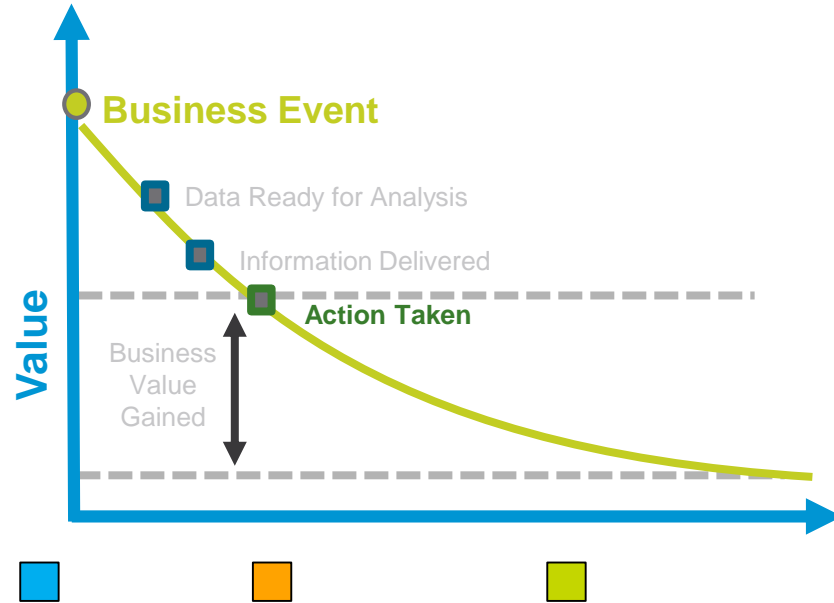 Business Event
Data Ready for Analysis
Information Delivered
Action Taken
Business
Value
Gained
Value